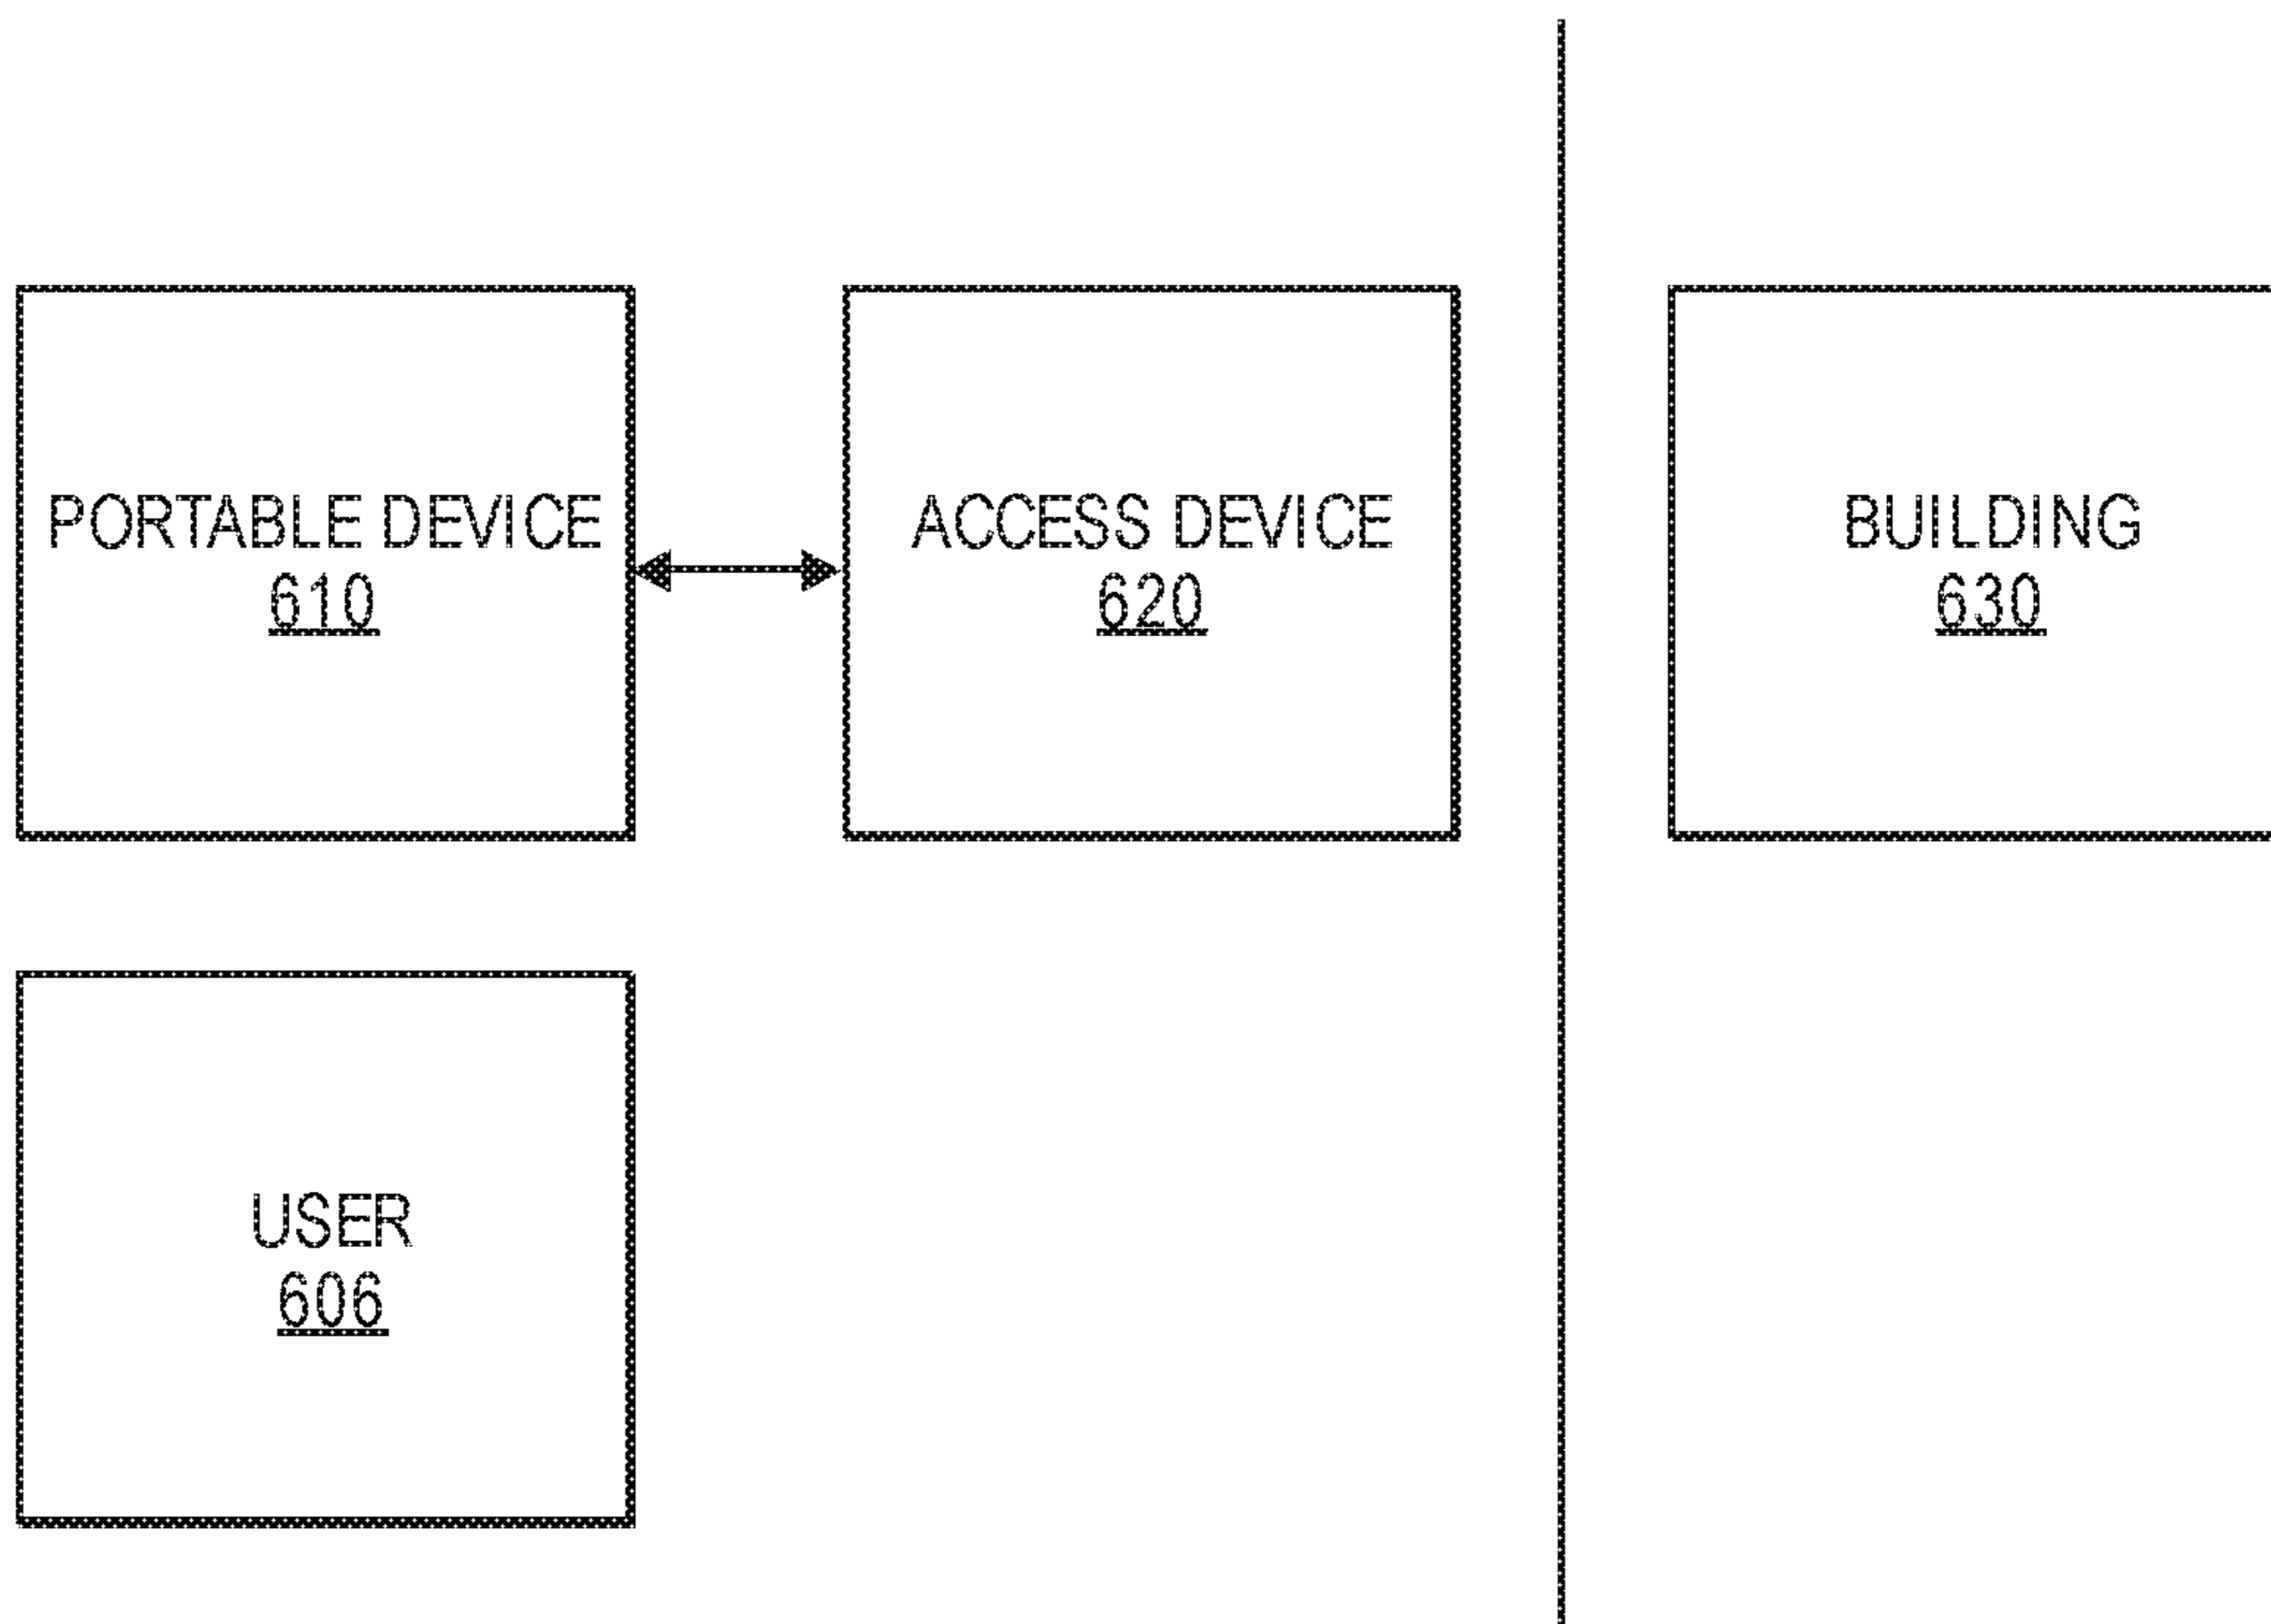 PORTABLE DEVICE
610
ACCESS DEVICE
620
BUILDING
630
USER
606